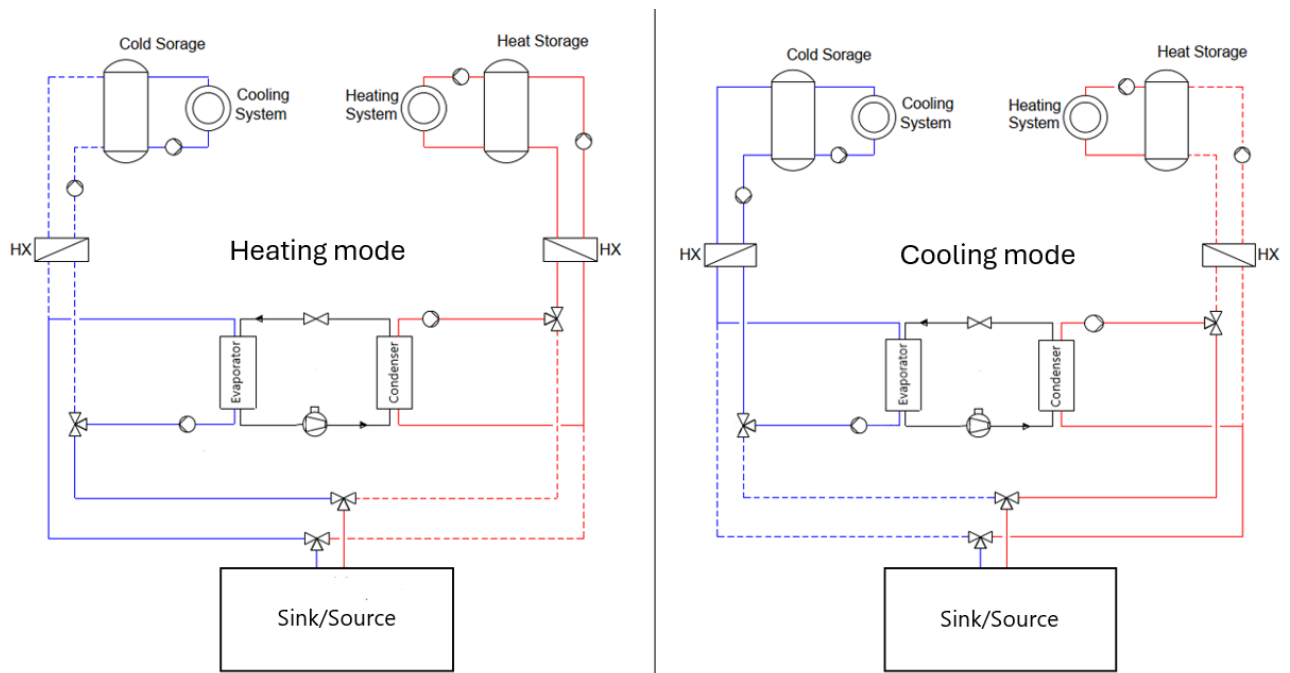 Cold Sorage
Heat Storage
Cooling
System
Heating
System
HX
Heating mode
HX
Evaporator
Condenser
Sink/Source
Cold Sorage
Heat Storage
Cooling
System
Heating
System
HX
Cooling mode
HX
Evaporator
Condenser
Sink/Source